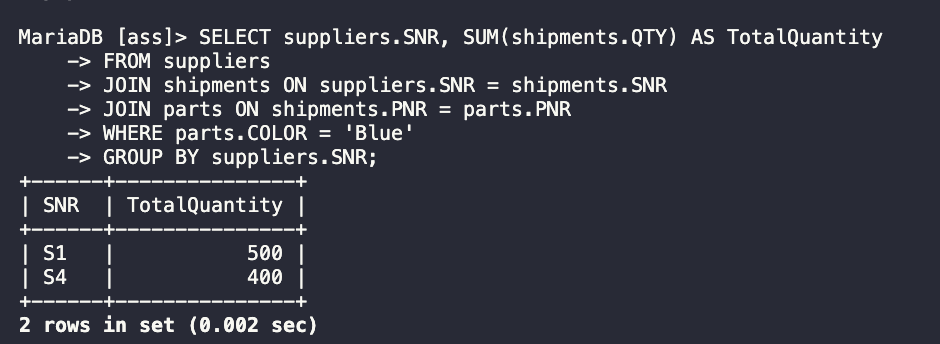 MariaDB [ass]> SELECT suppliers.SNR, SUM(shipments.QTY) AS TotalQuantity
    -> FROM suppliers
    -> JOIN shipments ON suppliers.SNR = shipments.SNR
    -> JOIN parts ON shipments.PNR = parts.PNR
    -> WHERE parts.COLOR = 'Blue'
    -> GROUP BY suppliers.SNR;
+------+---------------+
| SNR  | TotalQuantity |
+------+---------------+
| S1   |           500 |
| S4   |           400 |
+------+---------------+
2 rows in set (0.002 sec)